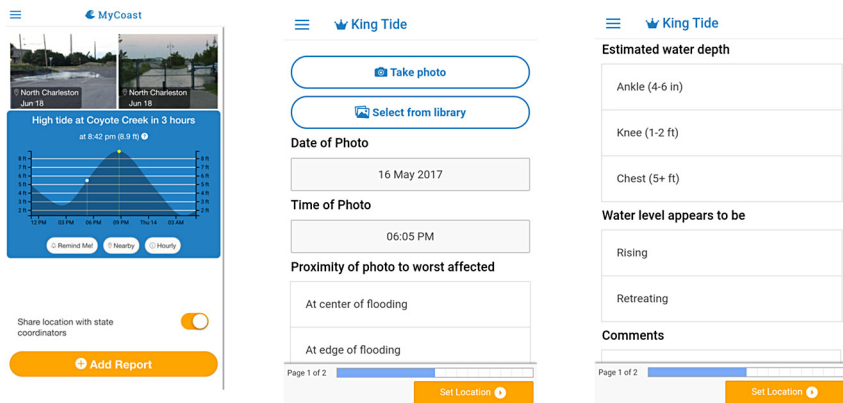 MyCoast
North Charleston
Jun 18
North Charleston
Jun 18
High tide at Coyote Creek in 3 hours
at 8:42 pm (8.9 ft) ?
8 ft
7 ft
6 ft
5 ft
4 ft
3 ft
2 ft
8 ft
7 ft
6 ft
5 ft
4 ft
3 ft
2 ft
12 PM 03 PM 06 PM 09 PM Thu 14 03 AM
Remind Me! Nearby Hourly
Share location with state
coordinators
Add Report
King Tide
Take photo
Select from library
Date of Photo
16 May 2017
Time of Photo
06:05 PM
Proximity of photo to worst affected
At center of flooding
At edge of flooding
Page 1 of 2
Set Location
King Tide
Estimated water depth
Ankle (4-6 in)
Knee (1-2 ft)
Chest (5+ ft)
Water level appears to be
Rising
Retreating
Comments
Page 1 of 2
Set Location